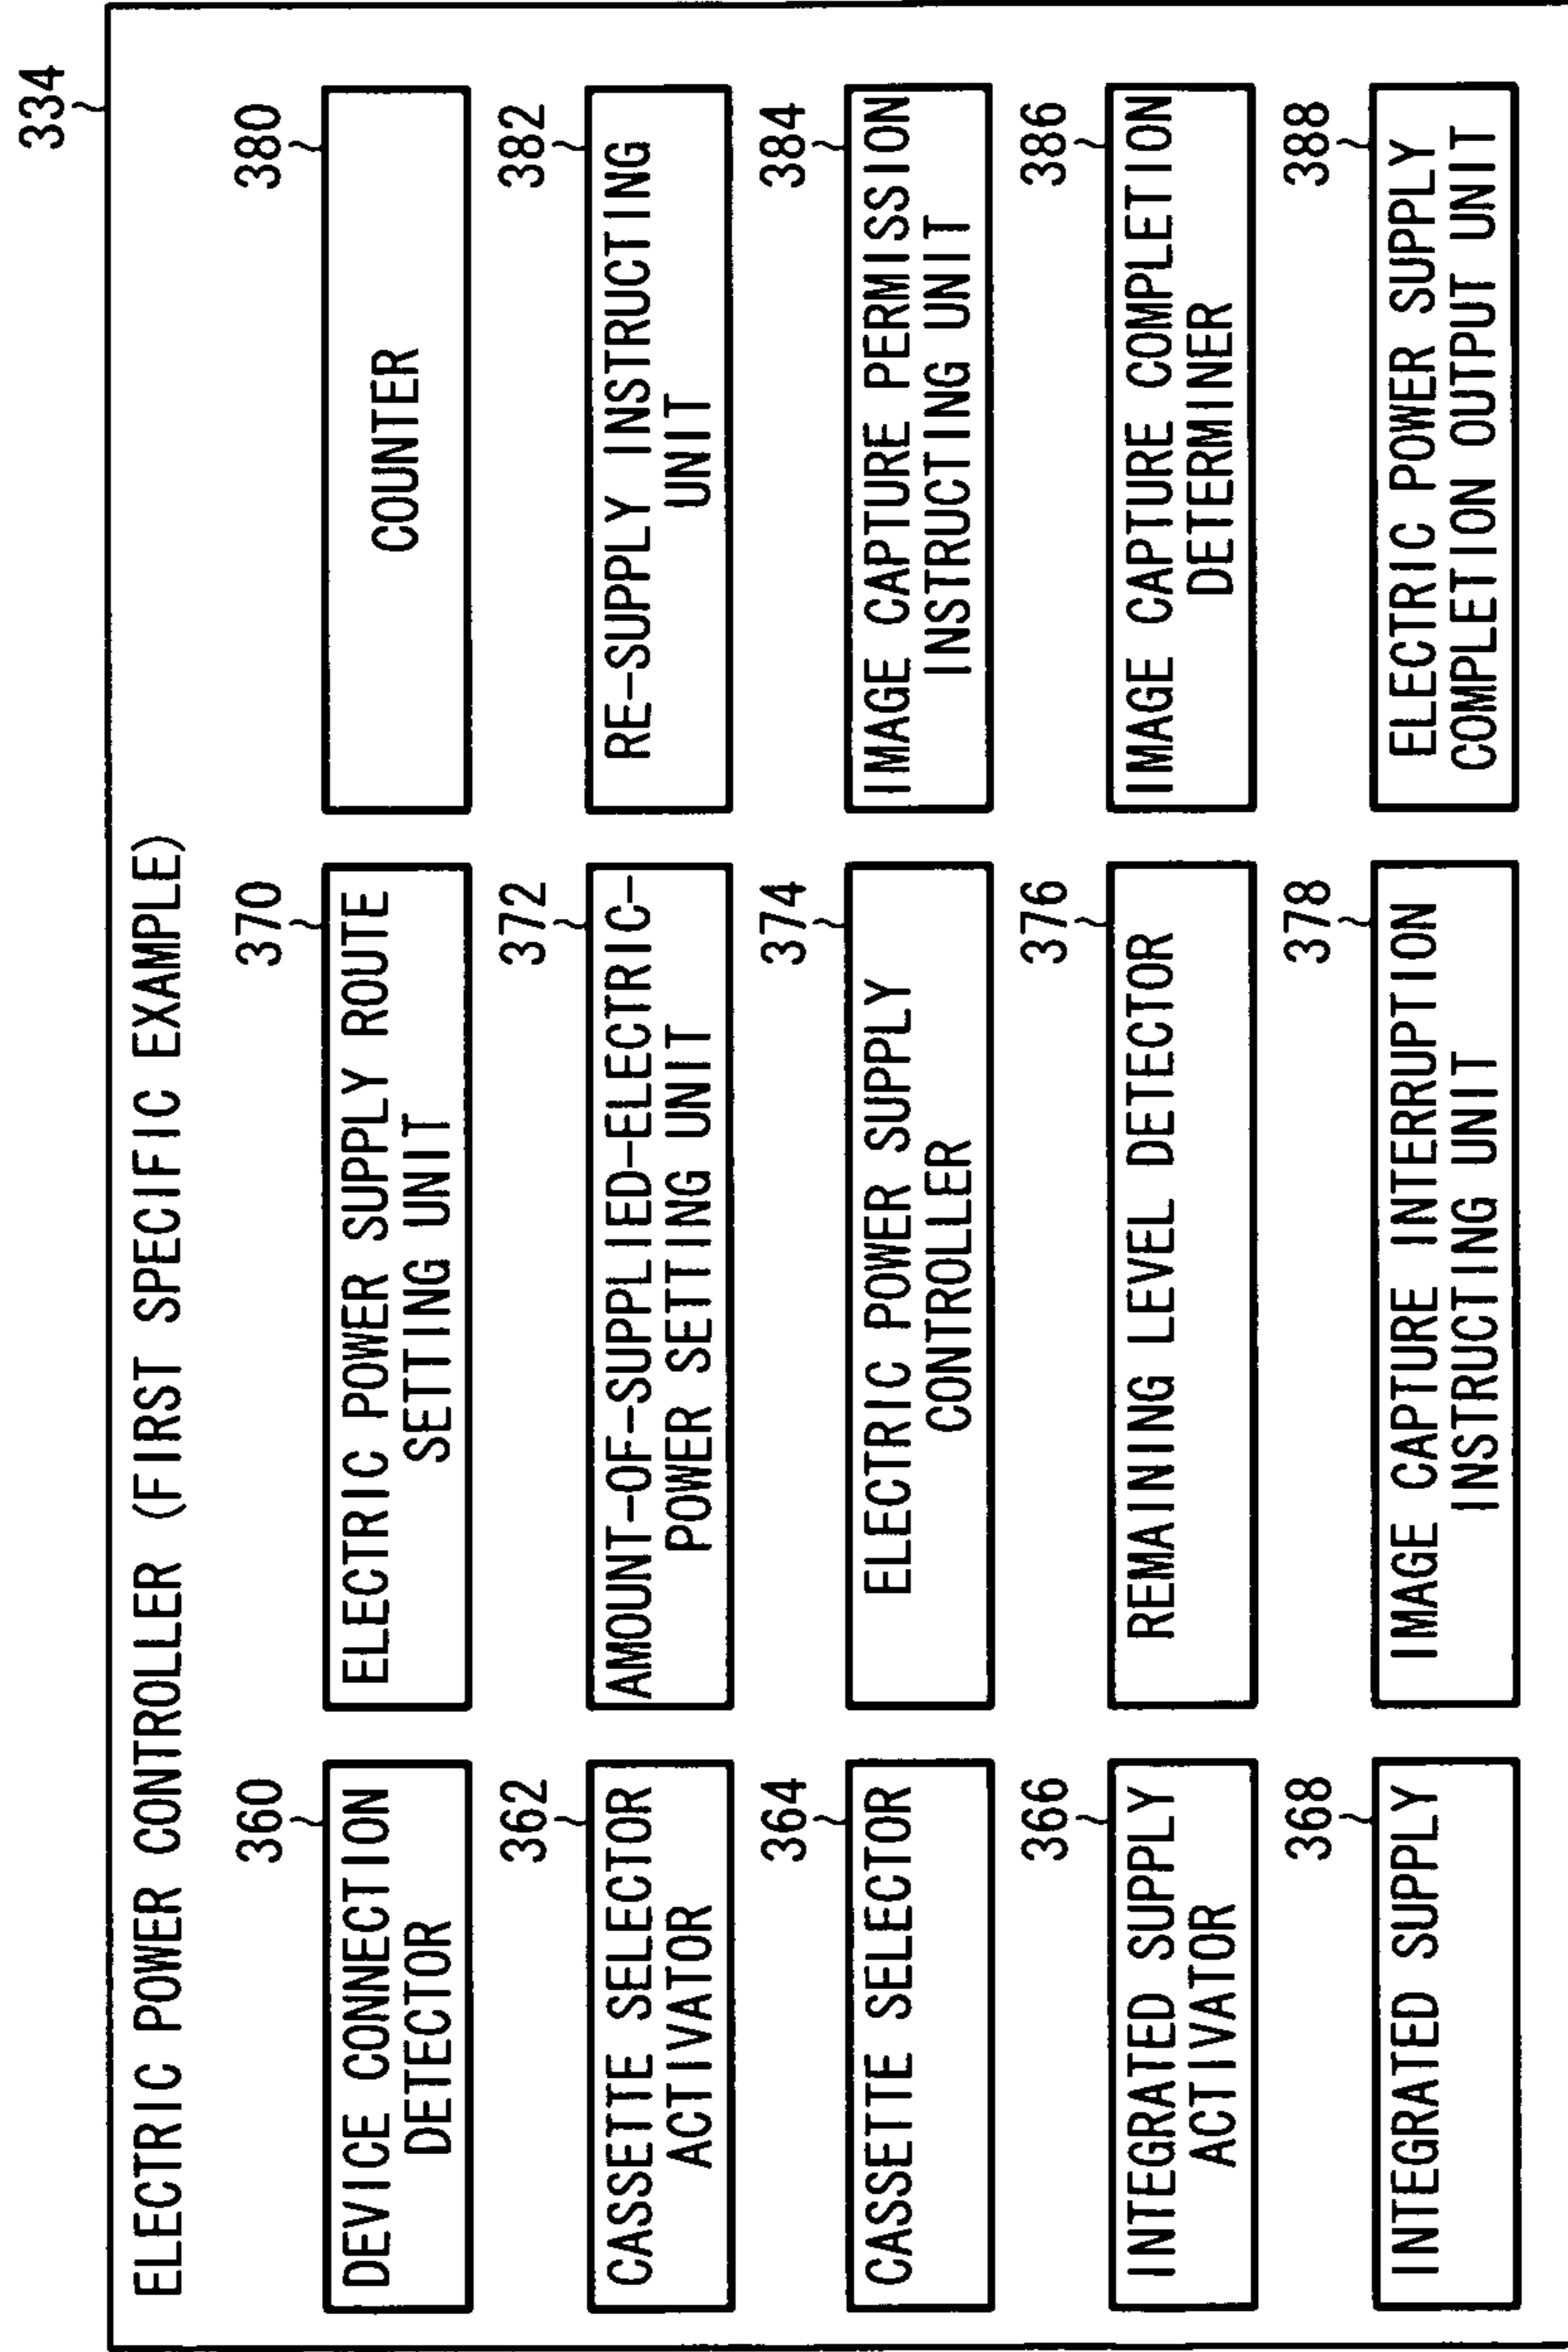 334
ELECTRIC POWER CONTROLLER (FIRST SPECIFIC EXAMPLE)
360
DEVICE CONNECTION
DETECTOR
362
CASSETTE SELECTOR
ACTIVATOR
364
CASSETTE SELECTOR
366
INTEGRATED SUPPLY
ACTIVATOR
368
INTEGRATED SUPPLY
370
ELECTRIC POWER SUPPLY ROUTE
SETTING UNIT
372
AMOUNT-OF-SUPPLIED-ELECTRIC-
POWER SETTING UNIT
374
ELECTRIC POWER SUPPLY
CONTROLLER
376
REMAINING LEVEL DETECTOR
378
IMAGE CAPTURE INTERRUPTION
INSTRUCTING UNIT
380
COUNTER
382
RE-SUPPLY INSTRUCTING
UNIT
384
IMAGE CAPTURE PERMISSION
INSTRUCTING UNIT
386
IMAGE CAPTURE COMPLETION
DETERMINER
388
ELECTRIC POWER SUPPLY
COMPLETION OUTPUT UNIT